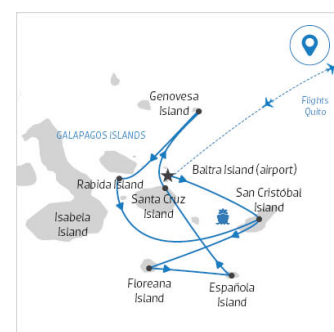 Genovesa
Island
Flights
Quito
GALAPAGOS ISLANDS
Baltra Island (airport)
Rabida Island
Santa Cruz
Island
San Cristóbal
Island
Isabela
Island
Floreana
Island
Española
Island